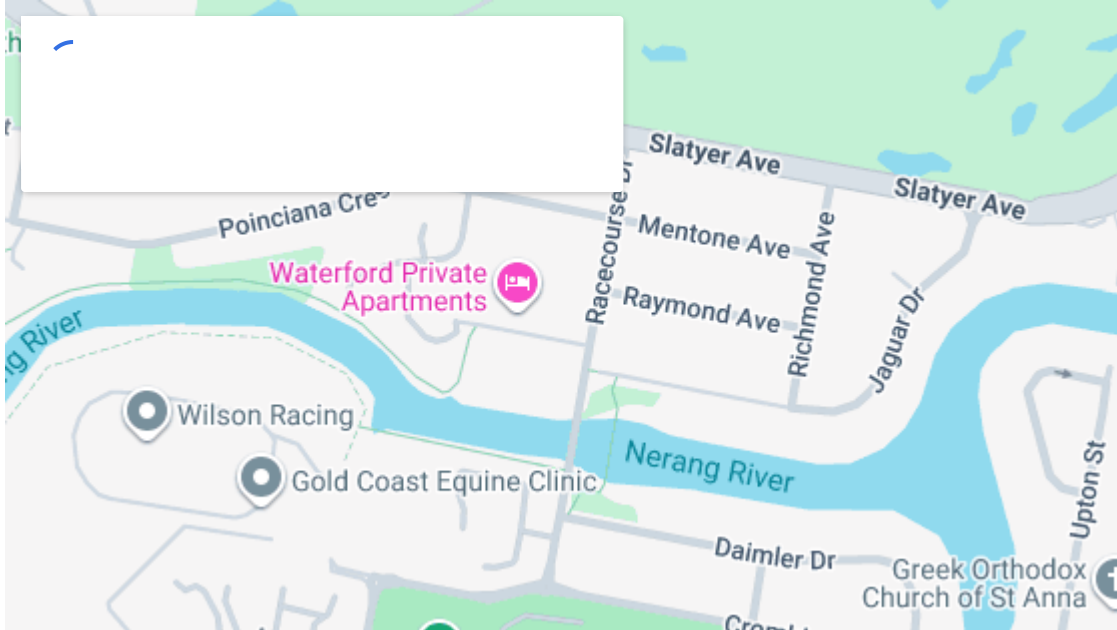 Slatyer Ave
Slatyer Ave
Poinciana Cres
Racecourse Dr
Mentone Ave
Richmond Ave
Waterford Private
Apartments
Raymond Ave
Jaguar Dr
River
Wilson Racing
Gold Coast Equine Clinic
Nerang River
Upton St
Daimler Dr
Greek Orthodox
Church of St Anna